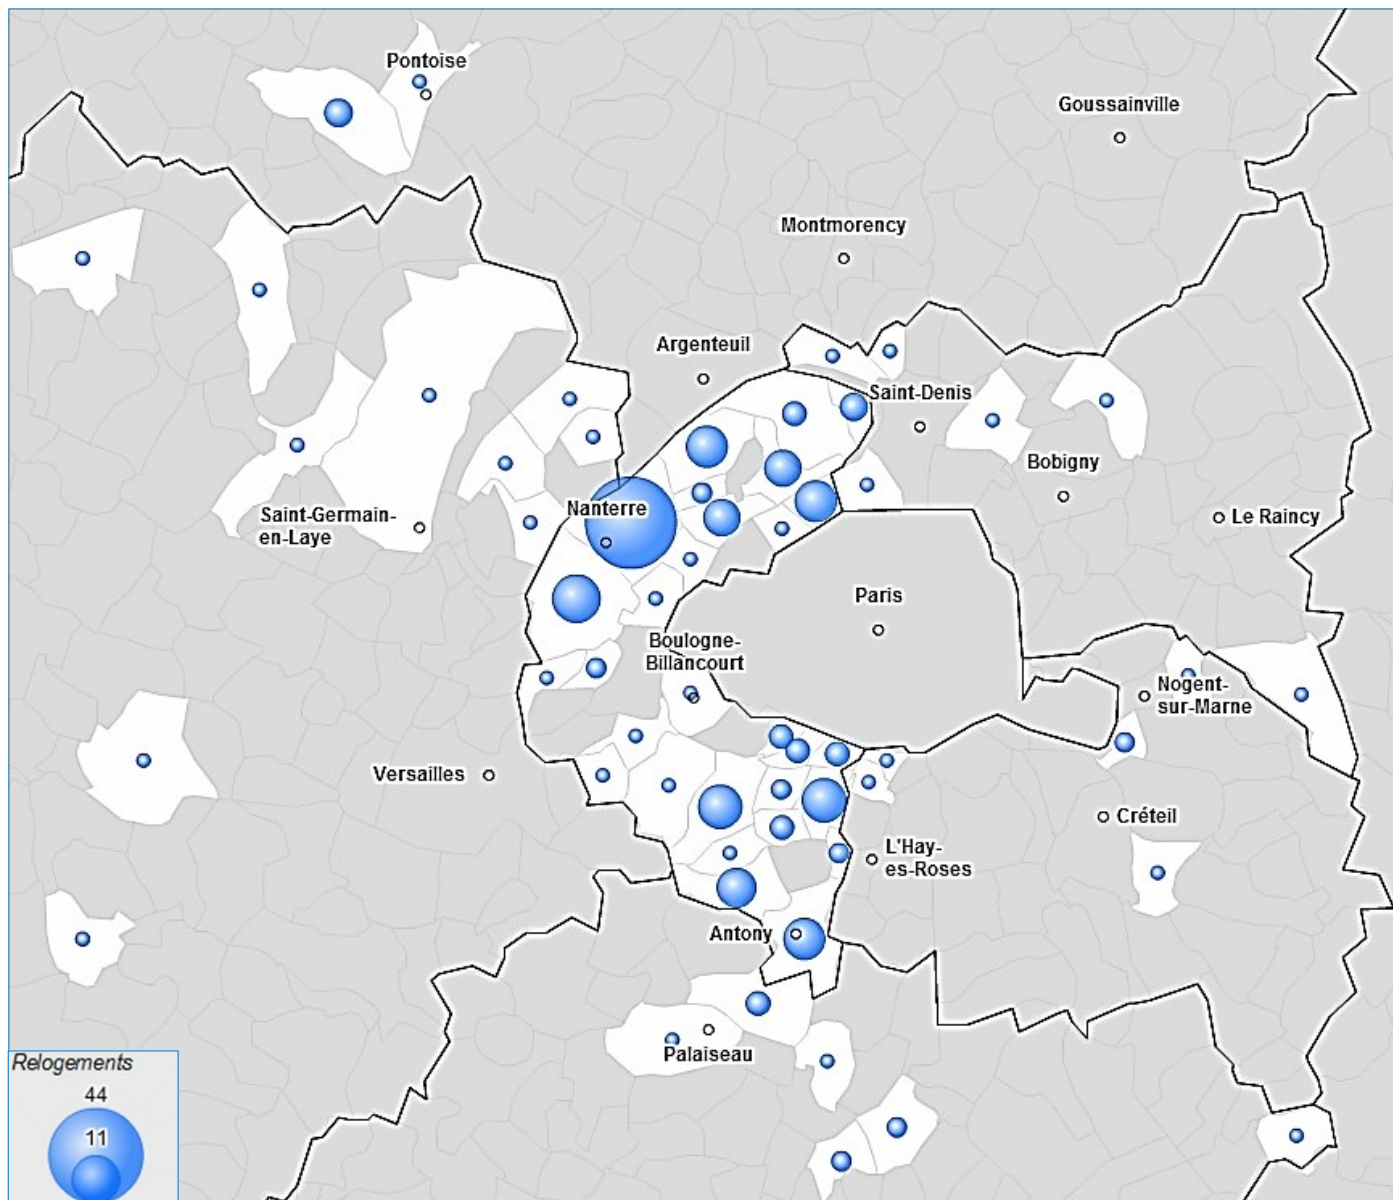 Pontoise
Goussainville
Montmorency
Argenteuil
Saint-Denis
Bobigny
Saint-Germain-
en-Laye
Nanterre
Le Raincy
Paris
Boulogne-
Billancourt
Nogent-
sur-Marne
Versailles
Créteil
L'Hay-
es-Roses
Antony
Palaiseau
Relogements
44
11